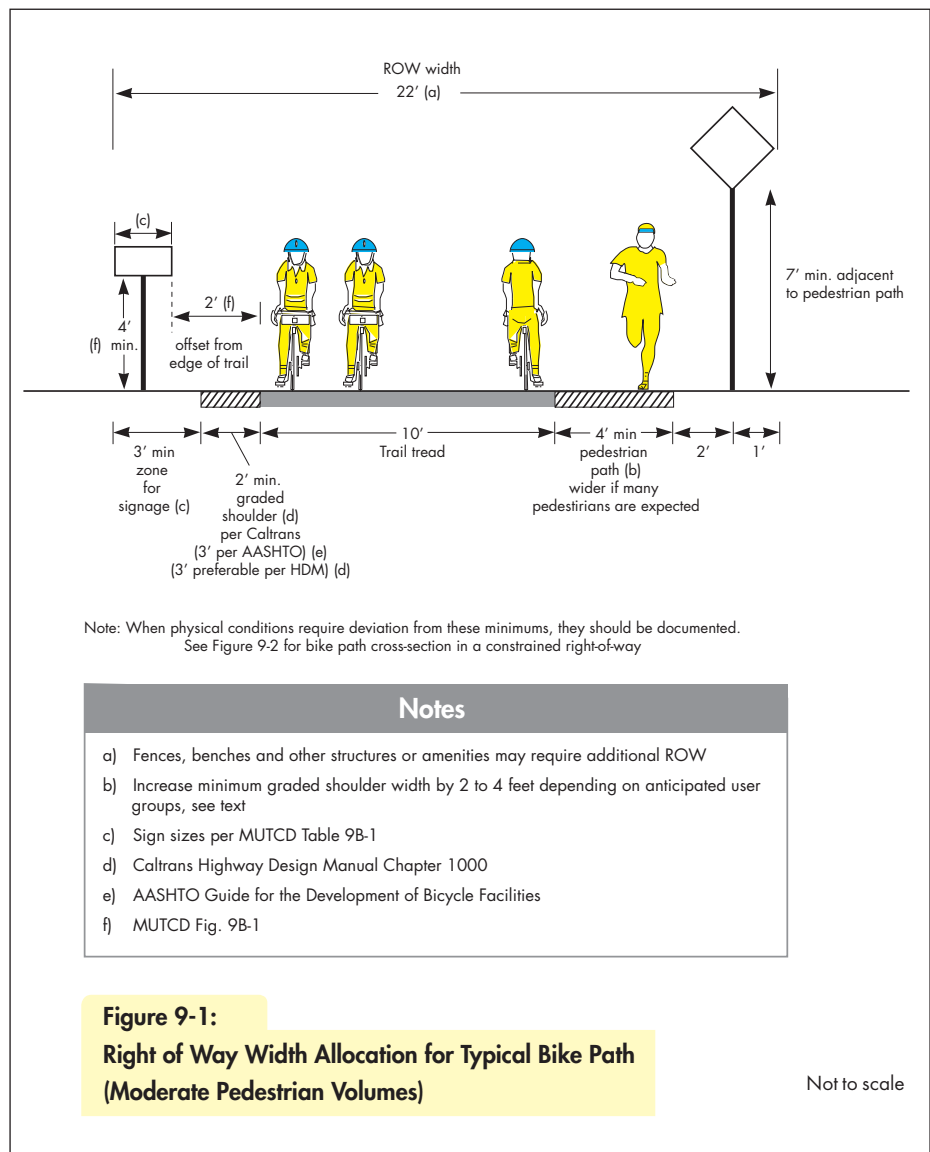 ROW width
22′ (a)
(c)
2′ (f)
4′
(f) min.
offset from
edge of trail
7′ min. adjacent
to pedestrian path
3′ min
zone
for
signage (c)
2′ min.
graded
shoulder (d)
per Caltrans
(3′ per AASHTO) (e)
(3′ preferable per HDM) (d)
10′
Trail tread
4′ min
pedestrian
path (b)
wider if many
pedestirians are expected
2′
1′
Note: When physical conditions require deviation from these minimums, they should be documented.
See Figure 9-2 for bike path cross-section in a constrained right-of-way
Notes
a) Fences, benches and other structures or amenities may require additional ROW
b) Increase minimum graded shoulder width by 2 to 4 feet depending on anticipated user
groups, see text
c) Sign sizes per MUTCD Table 9B-1
d) Caltrans Highway Design Manual Chapter 1000
e) AASHTO Guide for the Development of Bicycle Facilities
f) MUTCD Fig. 9B-1
Figure 9-1:
Right of Way Width Allocation for Typical Bike Path
(Moderate Pedestrian Volumes)
Not to scale